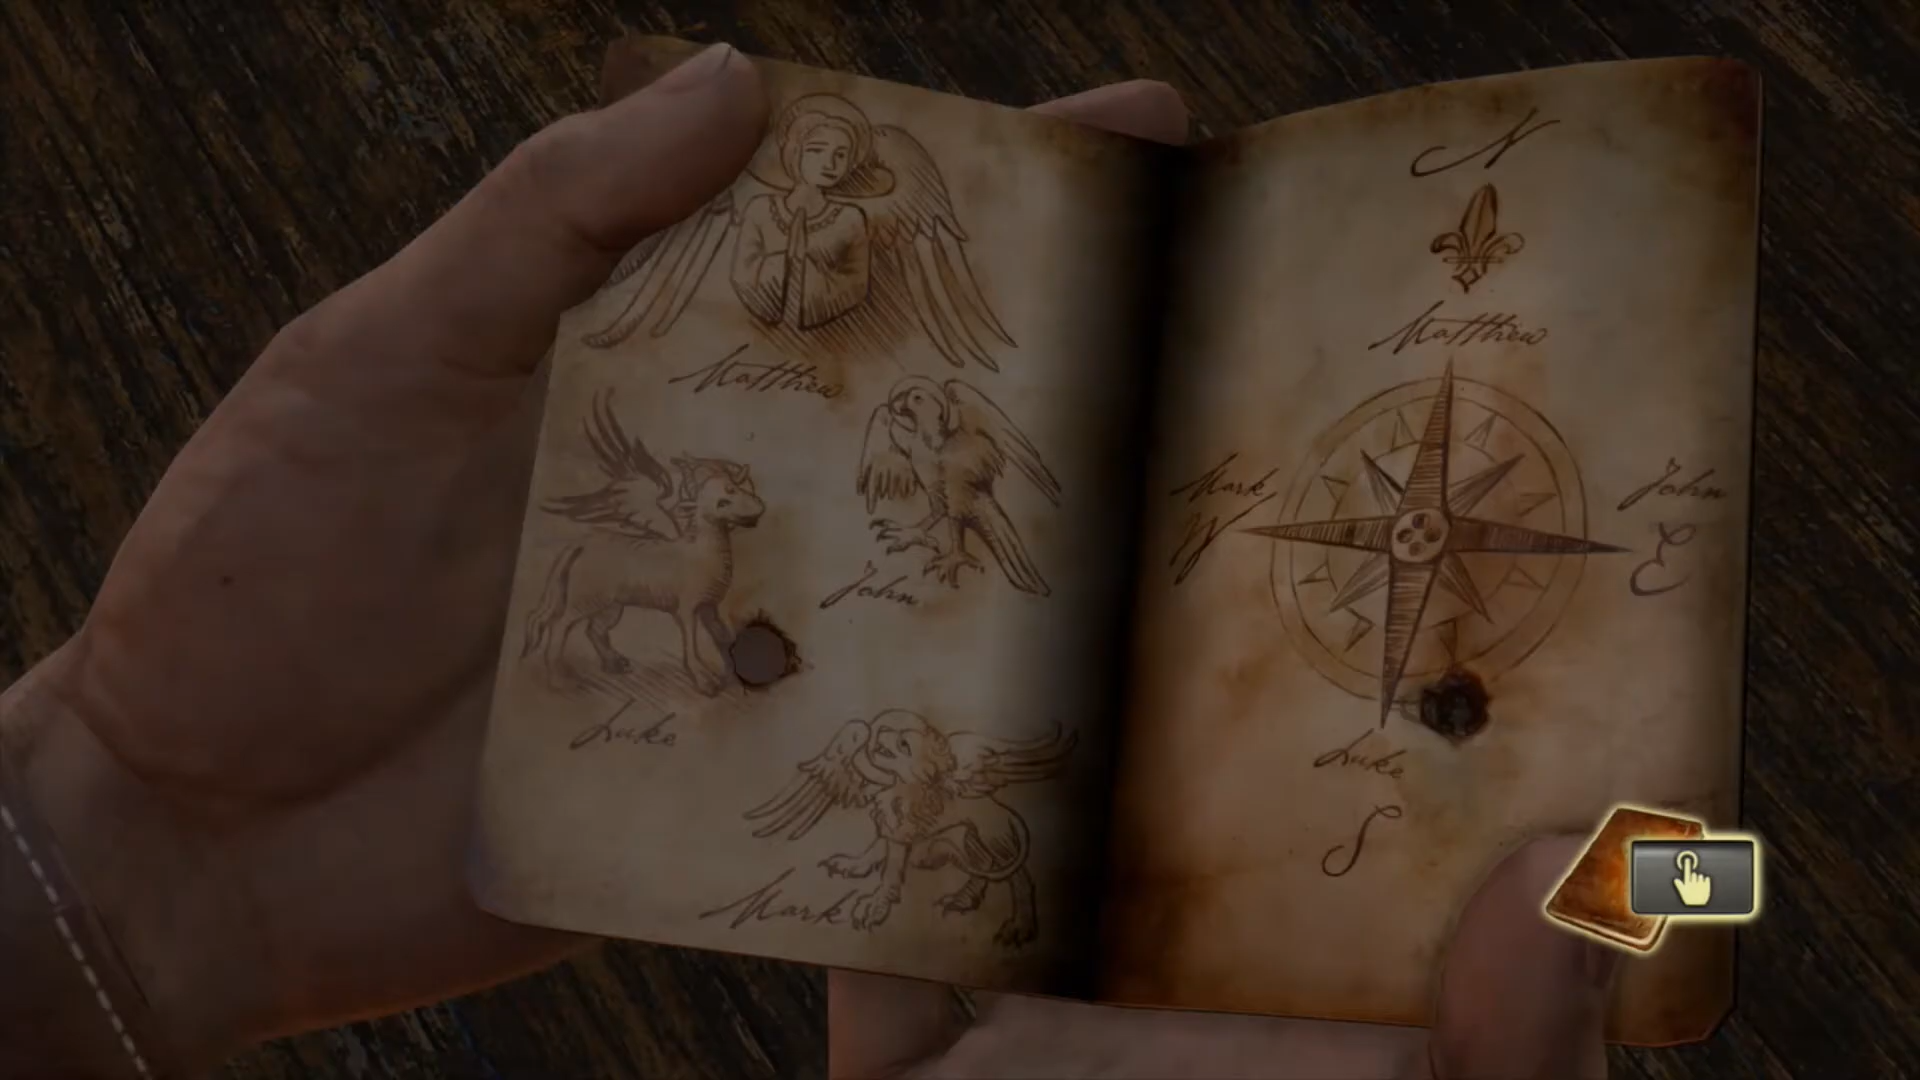 Matthew
John
Luke
Mark
N
Matthew
Mark
W
John
E
Luke
S